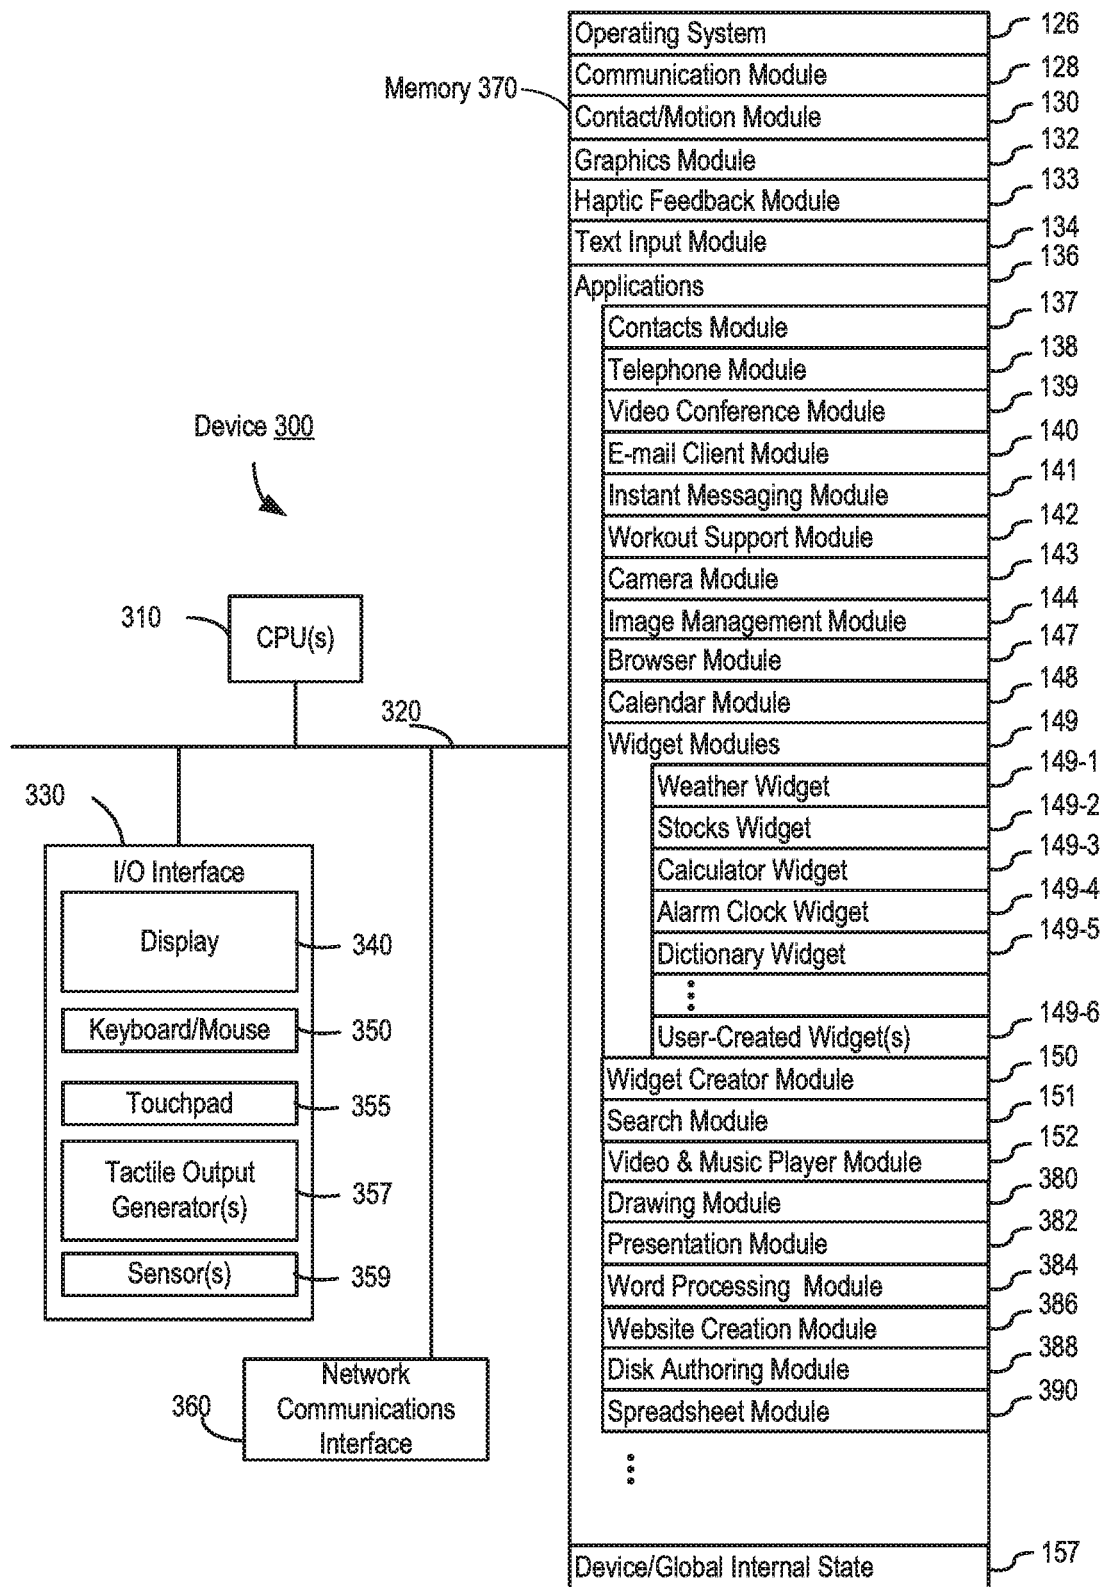 Memory 370
Operating System 126
Communication Module 128
Contact/Motion Module 130
Graphics Module 132
Haptic Feedback Module 133
Text Input Module 134
Applications 136
Contacts Module 137
Telephone Module 138
Video Conference Module 139
E-mail Client Module 140
Instant Messaging Module 141
Workout Support Module 142
Camera Module 143
Image Management Module 144
Browser Module 147
Calendar Module 148
Widget Modules 149
Weather Widget 149-1
Stocks Widget 149-2
Calculator Widget 149-3
Alarm Clock Widget 149-4
Dictionary Widget 149-5
User-Created Widget(s) 149-6
Widget Creator Module 150
Search Module 151
Video & Music Player Module 152
Drawing Module 380
Presentation Module 382
Word Processing Module 384
Website Creation Module 386
Disk Authoring Module 388
Spreadsheet Module 390
Device/Global Internal State 157
Device 300
310
CPU(s)
320
330
I/O Interface
Display 340
Keyboard/Mouse 350
Touchpad 355
Tactile Output
Generator(s) 357
Sensor(s) 359
360
Network
Communications
Interface